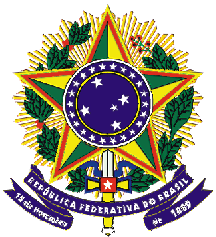 REPÚBLICA FEDERATIVA DO BRASIL
15 DE NOVEMBRO
DE 1889